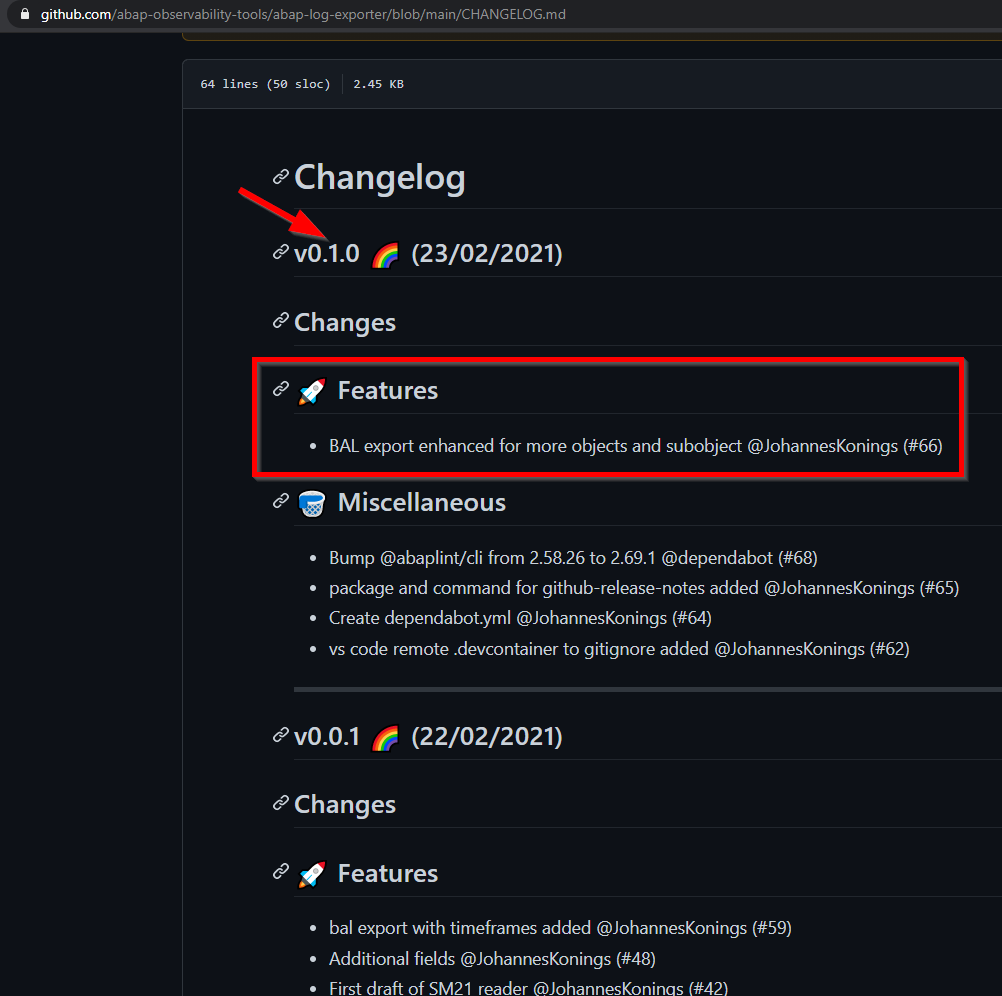 github.com/abap-observability-tools/abap-log-exporter/blob/main/CHANGELOG.md
64 lines (50 sloc) 2.45 KB
Changelog
v0.1.0 🌈 (23/02/2021)
Changes
🚀 Features
• BAL export enhanced for more objects and subobject @JohannesKonings (#66)
Miscellaneous
• Bump @abaplint/cli from 2.58.26 to 2.69.1 @dependabot (#68)
• package and command for github-release-notes added @JohannesKonings (#65)
• Create dependabot.yml @JohannesKonings (#64)
• vs code remote .devcontainer to gitignore added @JohannesKonings (#62)
v0.0.1 🌈 (22/02/2021)
Changes
🚀 Features
• bal export with timeframes added @JohannesKonings (#59)
• Additional fields @JohannesKonings (#48)
• First draft of SM21 reader @JohannesKonings (#42)